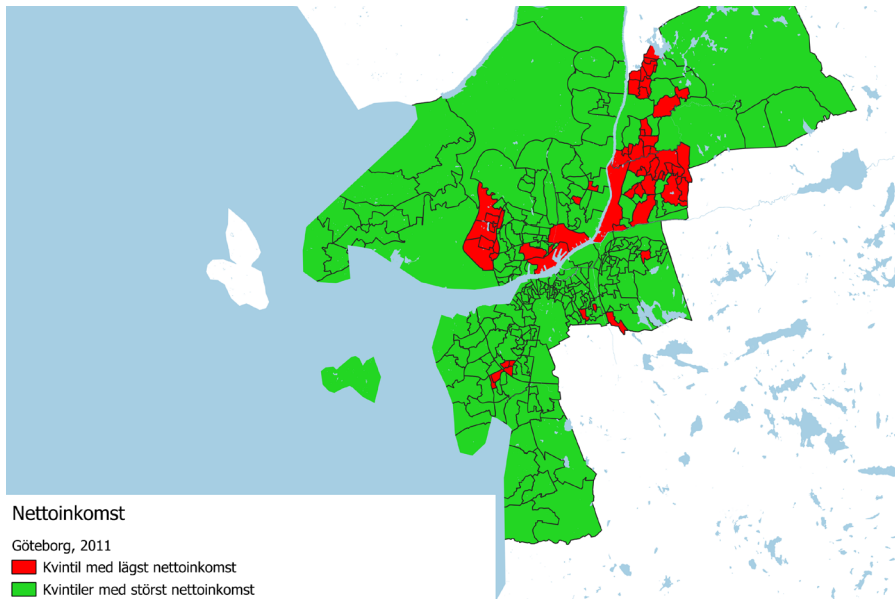 Nettoinkomst
Göteborg, 2011
Kvintil med lägst nettoinkomst
Kvintiler med störst nettoinkomst